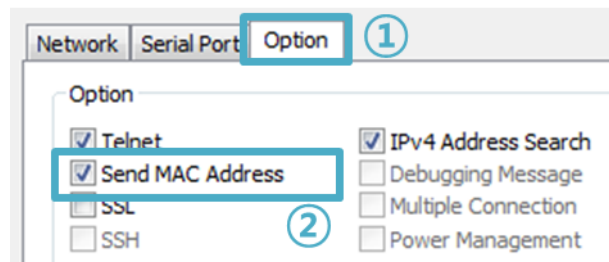 Network Serial Port Option ①
Option
Telnet IPv4 Address Search
Send MAC Address Debugging Message
SSL Multiple Connection
② 
SSH Power Management